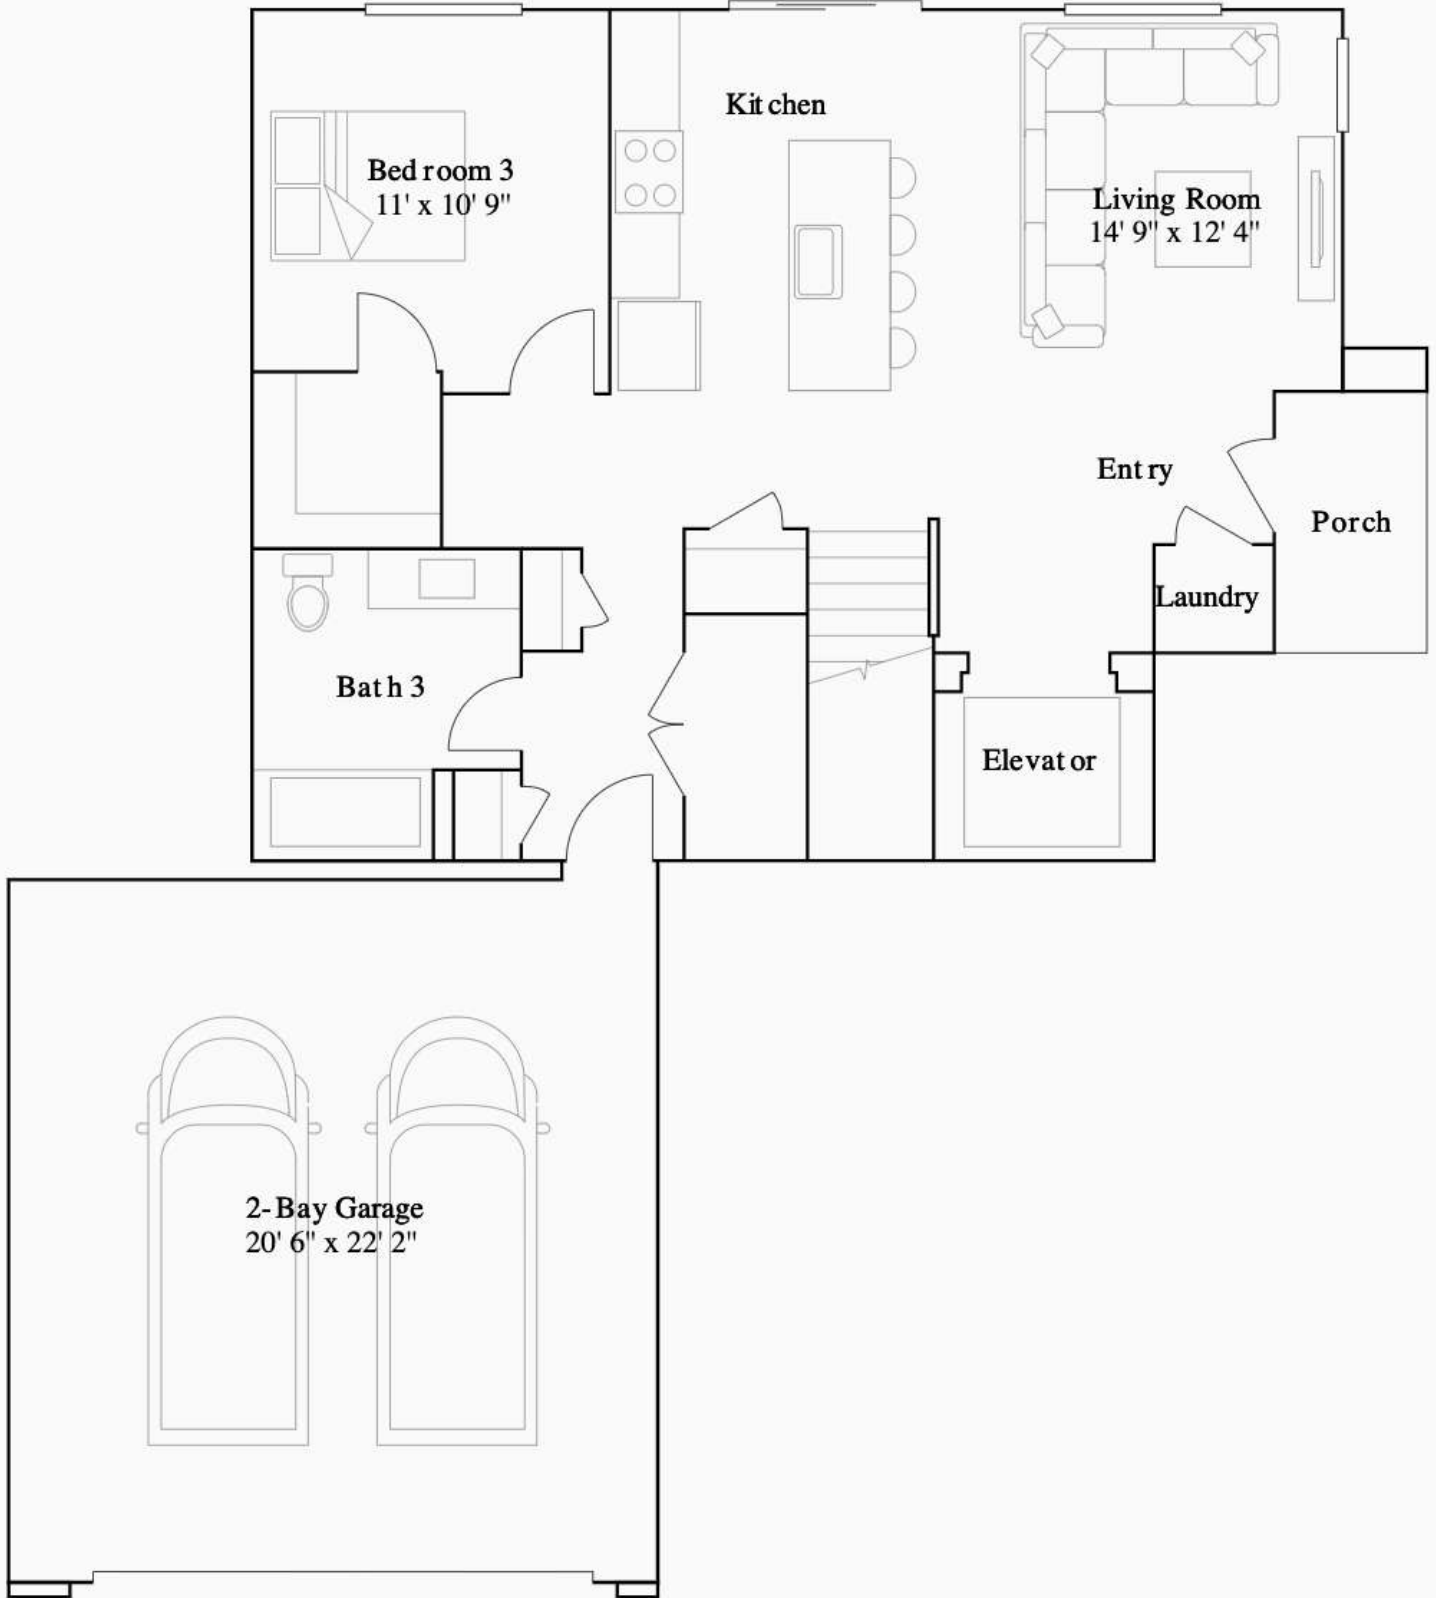 Kitchen
Bedroom 3
11' x 10' 9"
Living Room
14' 9" x 12' 4"
Entry
Porch
Laundry
Bath 3
Elevator
2-Bay Garage
20' 6" x 22' 2"